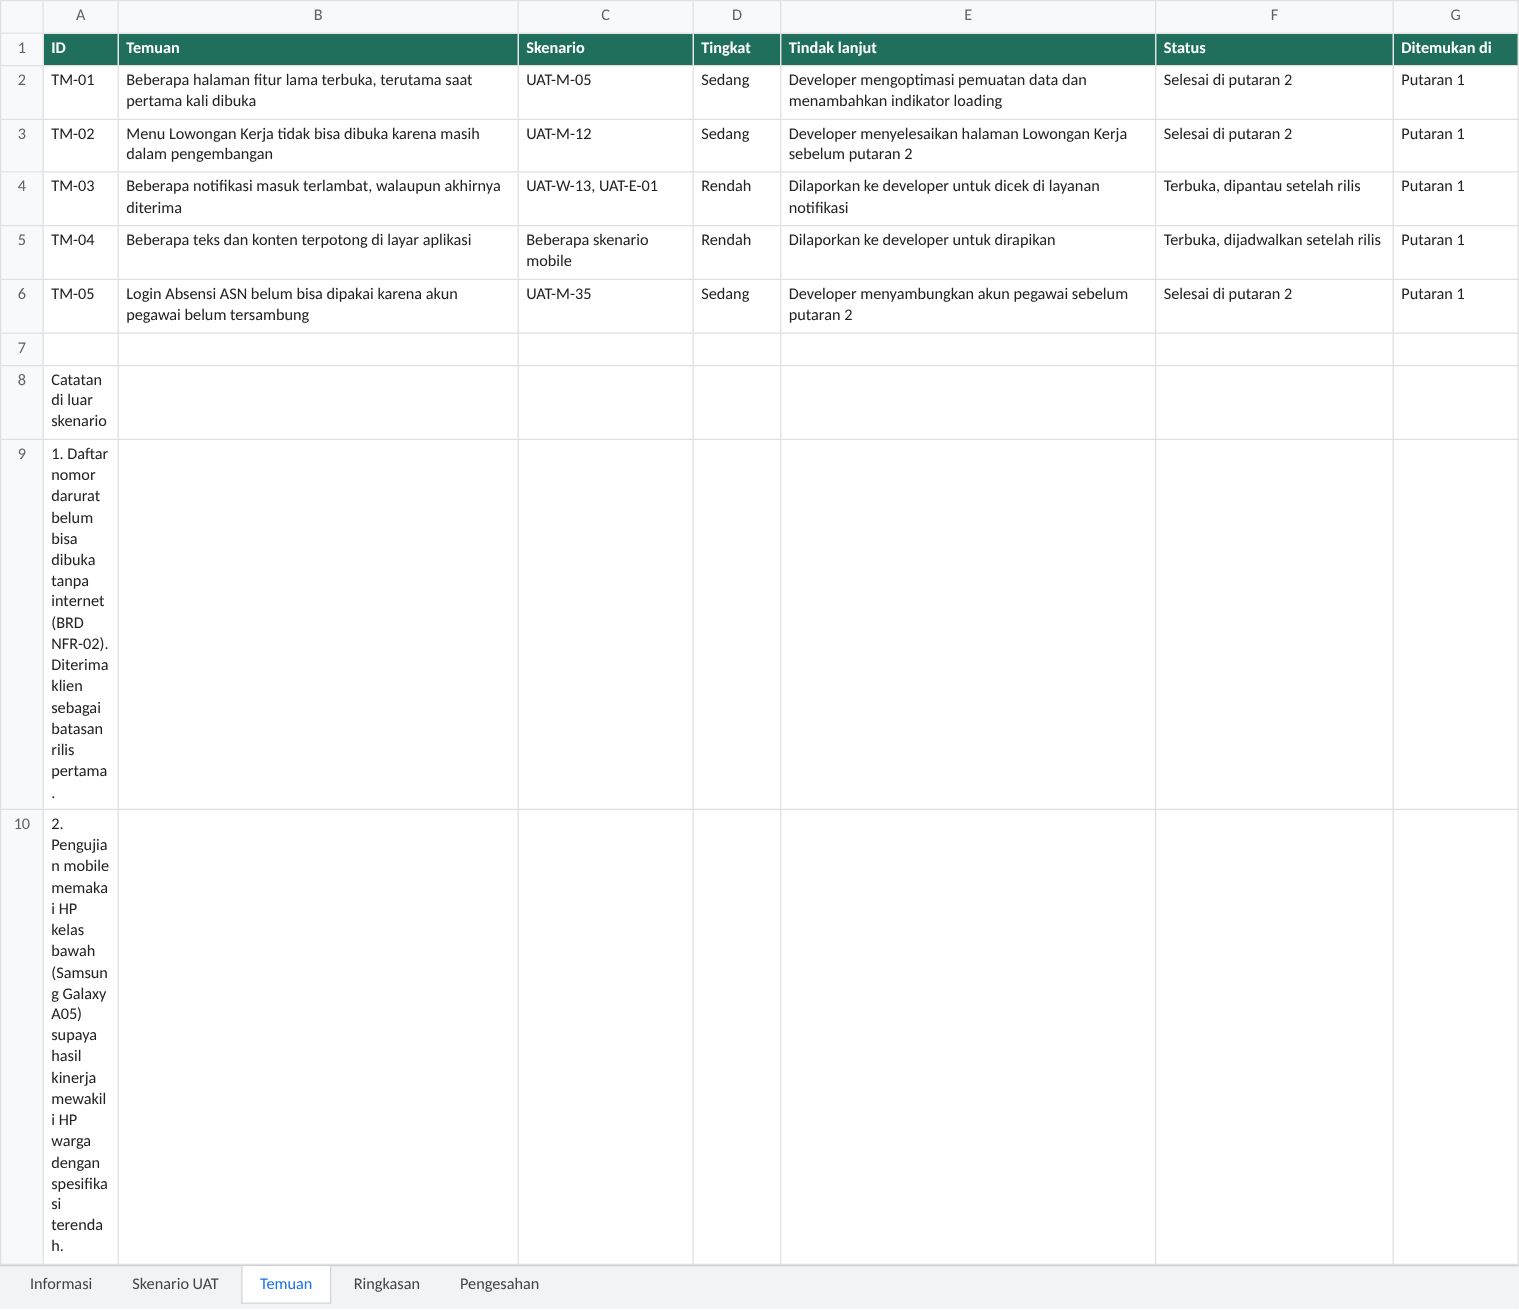 A B C D E F G
1 ID Temuan Skenario Tingkat Tindak lanjut Status Ditemukan di
2 TM-01 Beberapa halaman fitur lama terbuka, terutama saat UAT-M-05 Sedang Developer mengoptimasi pemuatan data dan Selesai di putaran 2 Putaran 1
pertama kali dibuka menambahkan indikator loading
3 TM-02 Menu Lowongan Kerja tidak bisa dibuka karena masih UAT-M-12 Sedang Developer menyelesaikan halaman Lowongan Kerja Selesai di putaran 2 Putaran 1
dalam pengembangan sebelum putaran 2
4 TM-03 Beberapa notifikasi masuk terlambat, walaupun akhirnya UAT-W-13, UAT-E-01 Rendah Dilaporkan ke developer untuk dicek di layanan Terbuka, dipantau setelah rilis Putaran 1
diterima notifikasi
5 TM-04 Beberapa teks dan konten terpotong di layar aplikasi Beberapa skenario Rendah Dilaporkan ke developer untuk dirapikan Terbuka, dijadwalkan setelah rilis Putaran 1
mobile
6 TM-05 Login Absensi ASN belum bisa dipakai karena akun UAT-M-35 Sedang Developer menyambungkan akun pegawai sebelum Selesai di putaran 2 Putaran 1
pegawai belum tersambung putaran 2
7
8 Catatan
di luar
skenario
9 1. Daftar
nomor
darurat
belum
bisa
dibuka
tanpa
internet
(BRD
NFR-02).
Diterima
klien
sebagai
batasan
rilis
pertama
.
10 2.
Pengujia
n mobile
memaka
i HP
kelas
bawah
(Samsun
g Galaxy
A05)
supaya
hasil
kinerja
mewakil
i HP
warga
dengan
spesifika
si
terenda
h.
Informasi Skenario UAT Temuan Ringkasan Pengesahan